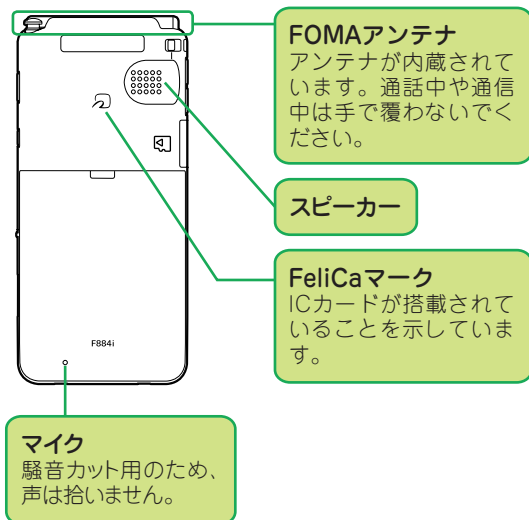 FOMAアンテナ
アンテナが内蔵されて
います。通話中や通信
中は手で覆わないでく
ださい。
スピーカー
FeliCaマーク
ICカードが搭載されて
いることを示していま
す。
F884i
マイク
騒音カット用のため、
声は拾いません。